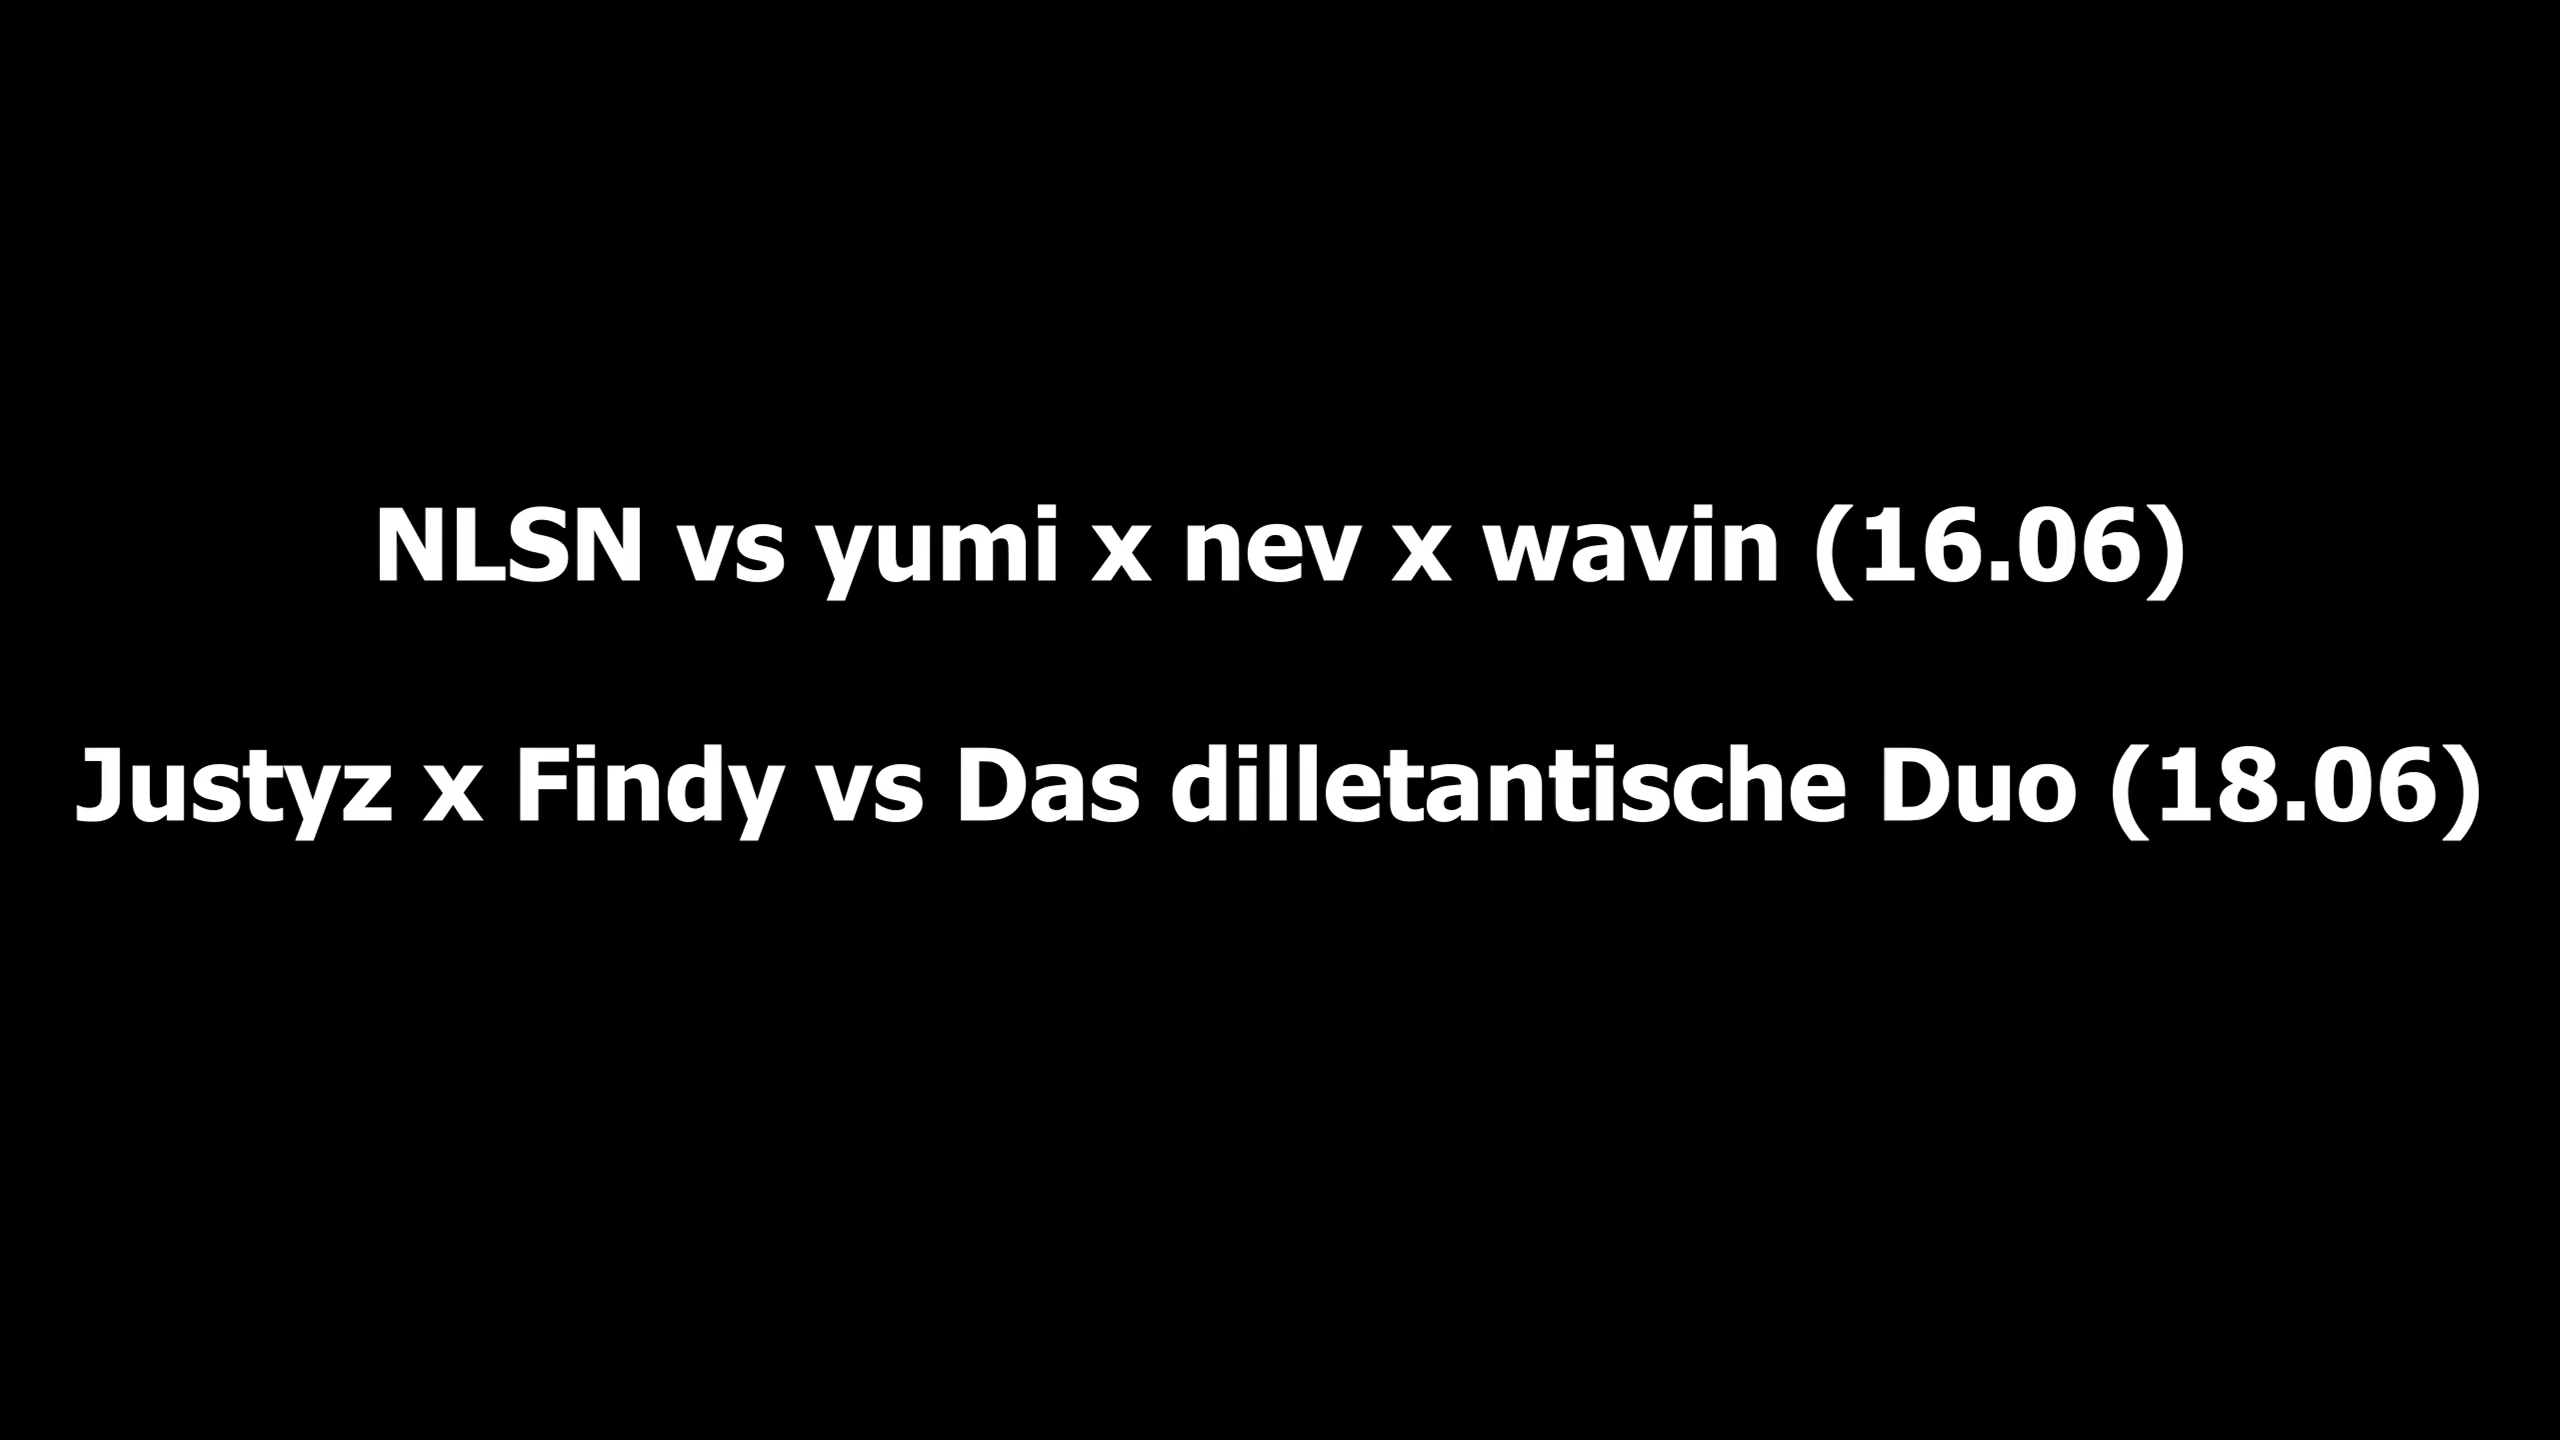 NLSN vs yumi x nev x wavin (16.06)
Justyz x Findy vs Das dilletantische Duo (18.06)